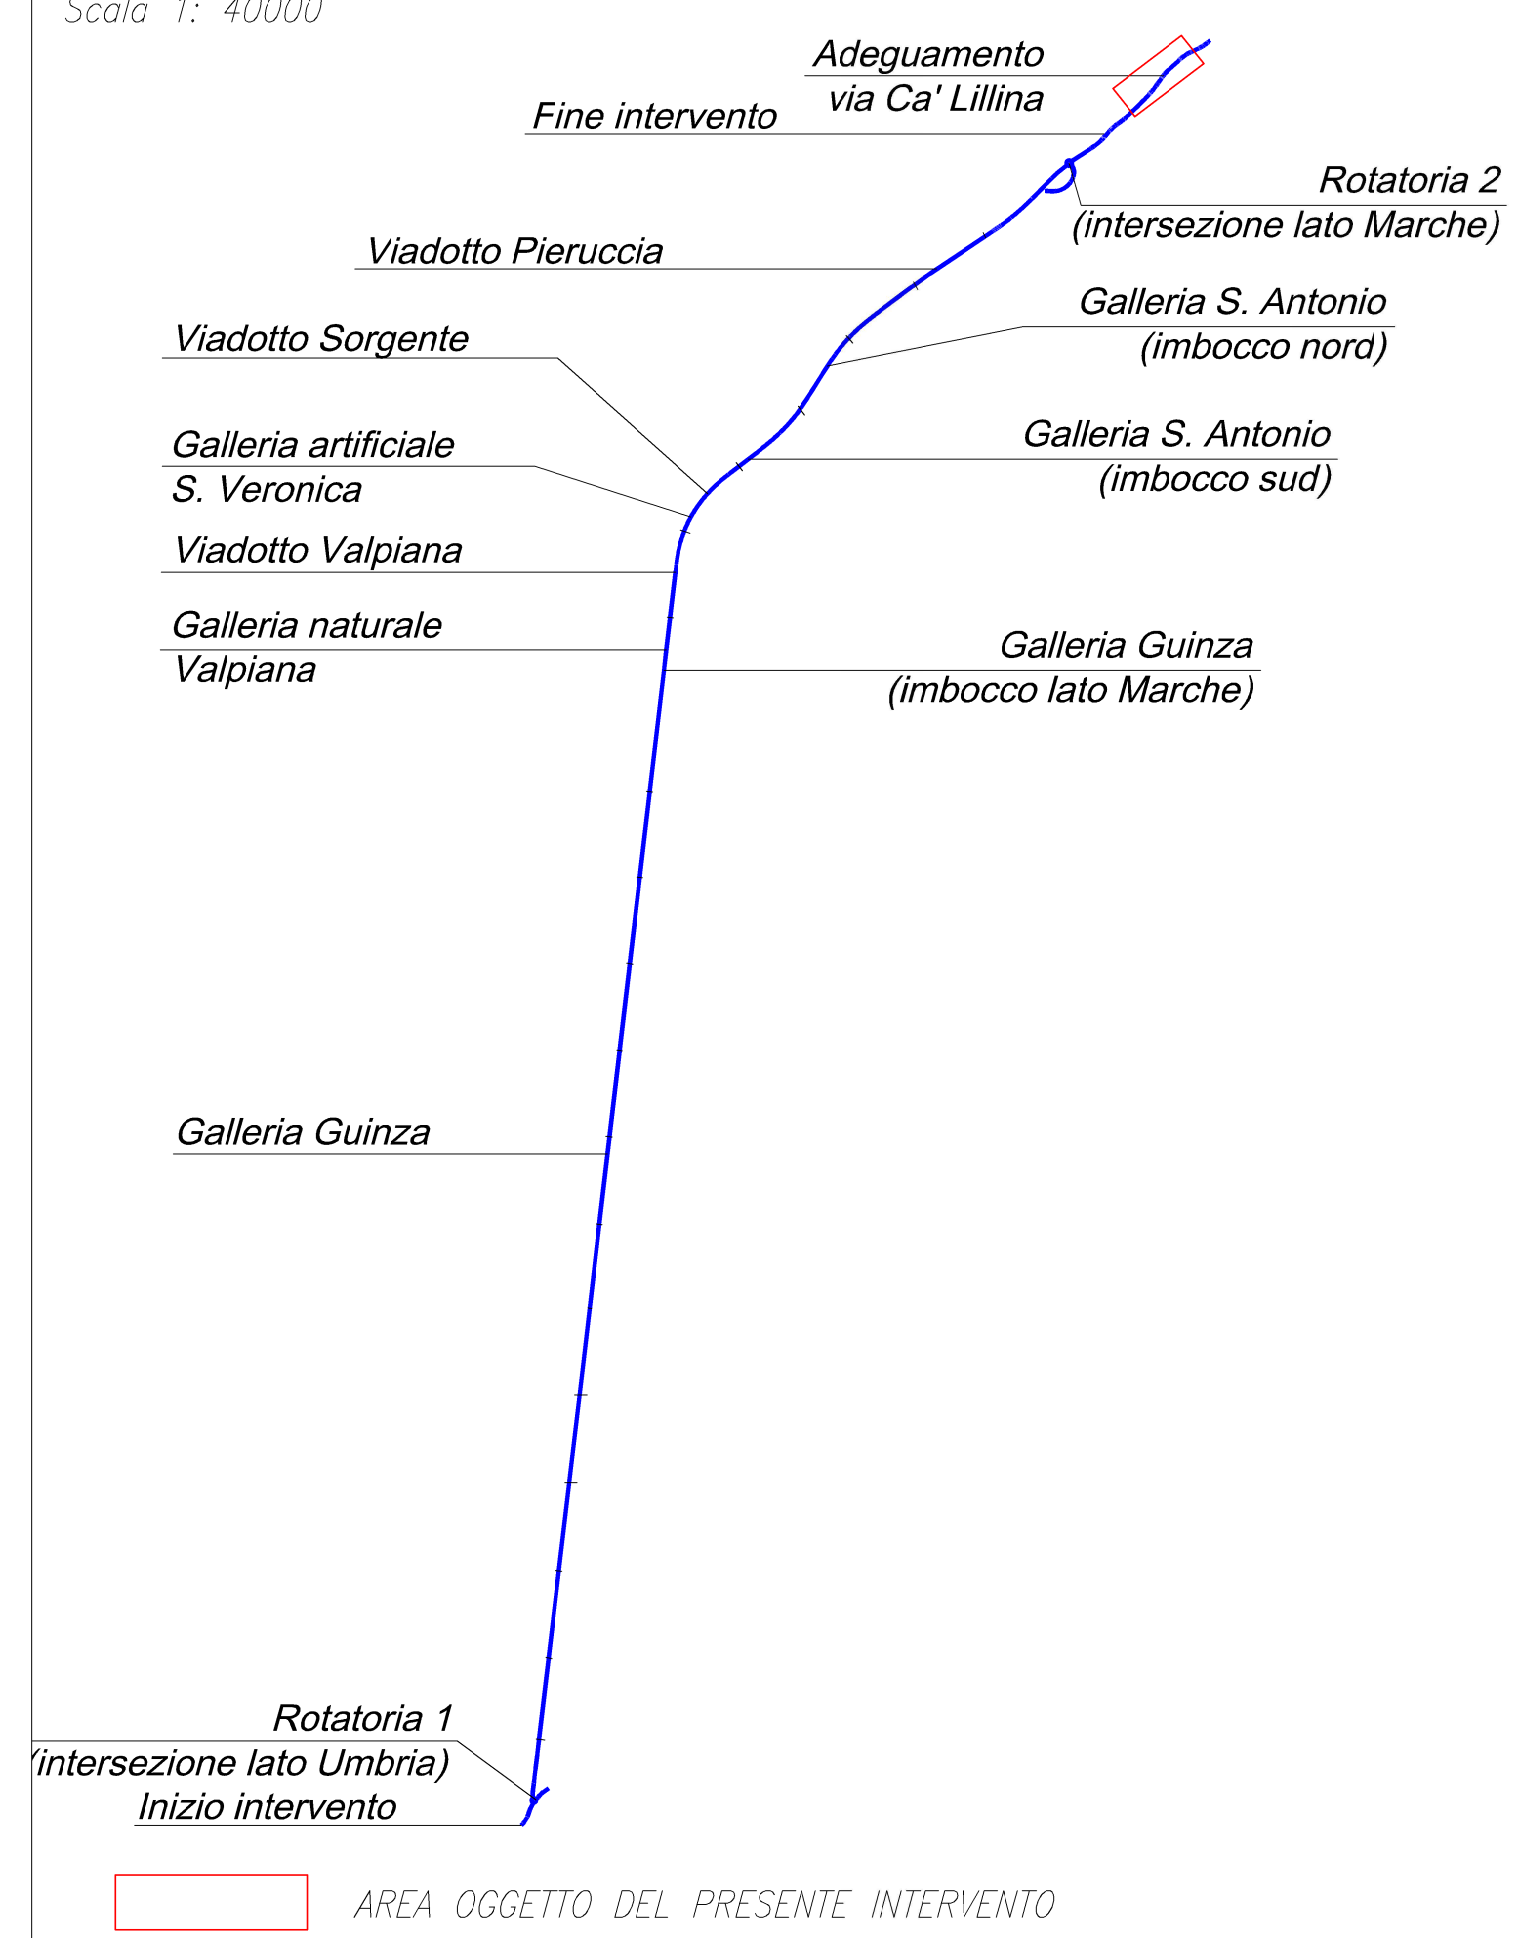 Scala 1: 40000
Adeguamento
via Ca' Lillina
Fine intervento
Rotatoria 2
(intersezione lato Marche)
Viadotto Pieruccia
Galleria S. Antonio
(imbocco nord)
Viadotto Sorgente
Galleria S. Antonio
(imbocco sud)
Galleria artificiale
S. Veronica
Viadotto Valpiana
Galleria naturale
Valpiana
Galleria Guinza
(imbocco lato Marche)
Galleria Guinza
Rotatoria 1
(intersezione lato Umbria)
Inizio intervento
AREA OGGETTO DEL PRESENTE INTERVENTO